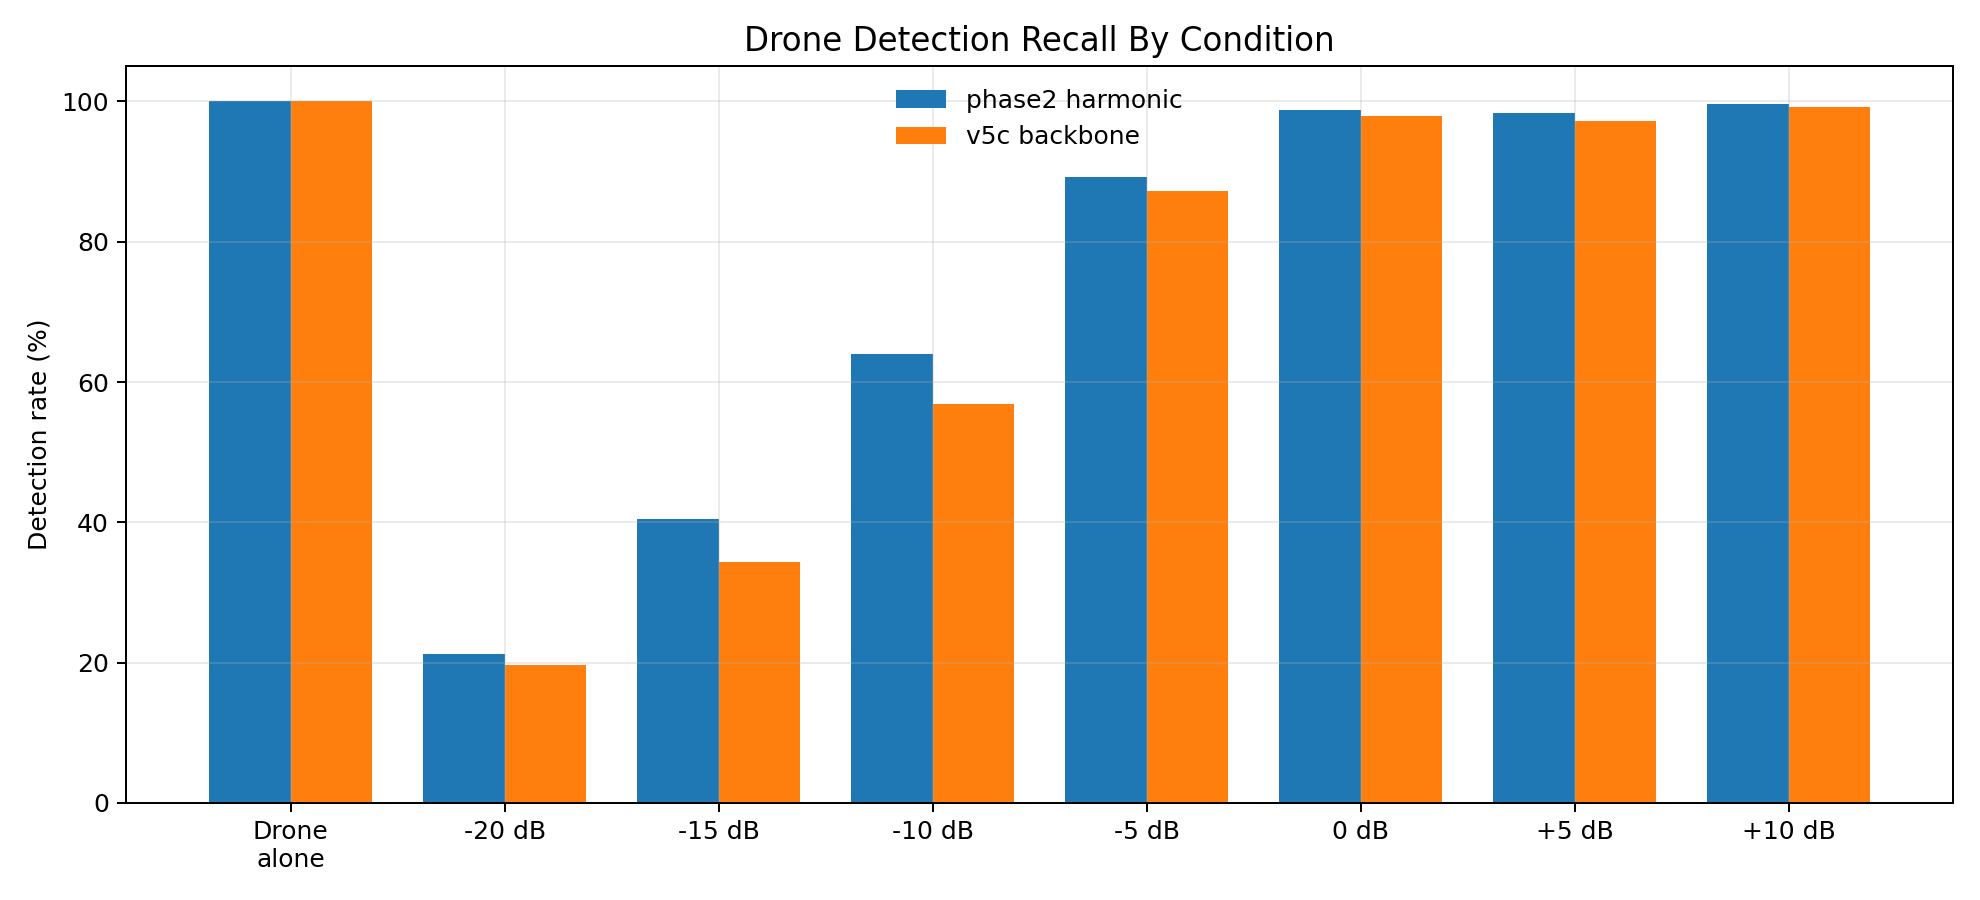 Drone Detection Recall By Condition
phase2 harmonic
v5c backbone
Detection rate (%)
100
80
60
40
20
0
Drone
alone
-20 dB
-15 dB
-10 dB
-5 dB
0 dB
+5 dB
+10 dB